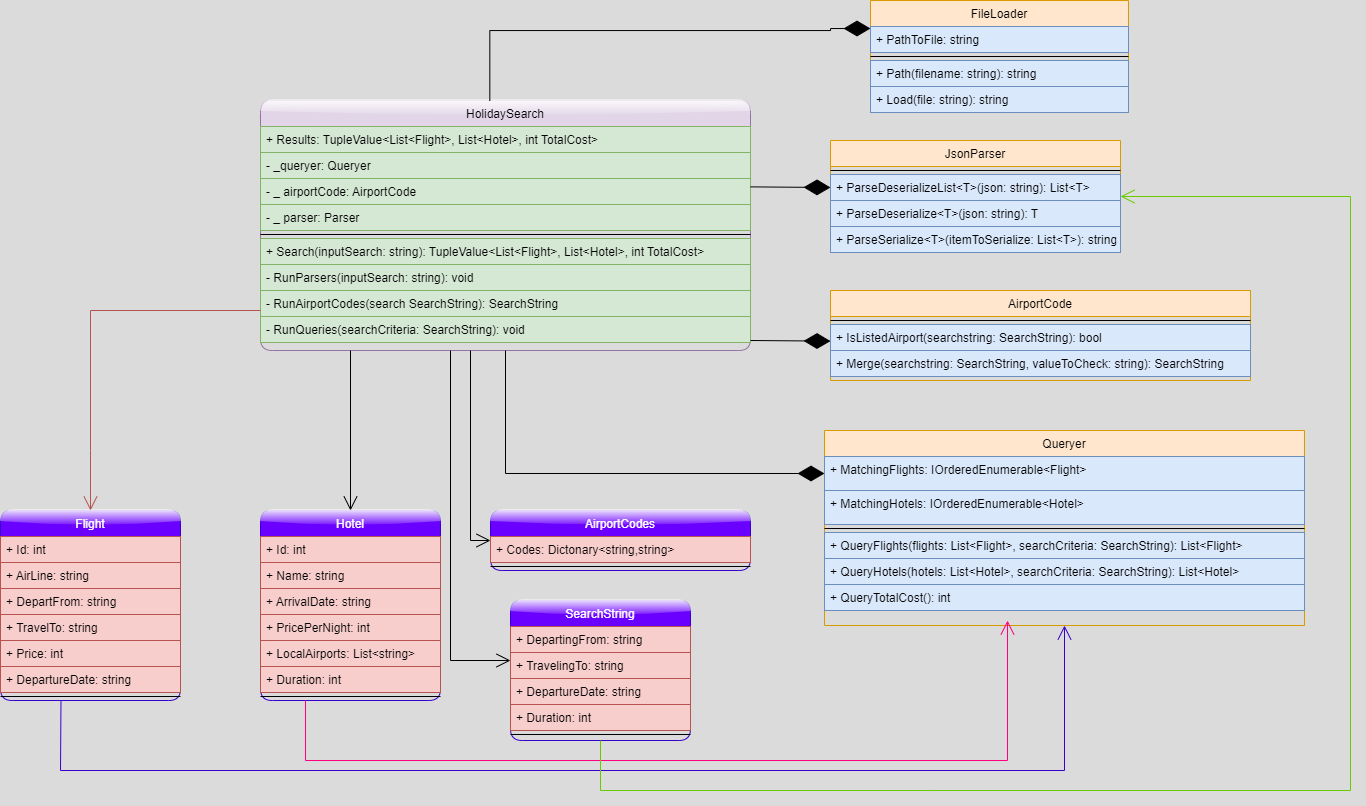 FileLoader
+ PathToFile: string
+ Path(filename: string): string
+ Load(file: string): string
HolidaySearch
+ Results: TupleValue<List<Flight>, List<Hotel>, int TotalCost>
- _queryer: Queryer
- _ airportCode: AirportCode
- _ parser: Parser
+ Search(inputSearch: string): TupleValue<List<Flight>, List<Hotel>, int TotalCost>
- RunParsers(inputSearch: string): void
- RunAirportCodes(search SearchString): SearchString
- RunQueries(searchCriteria: SearchString): void
JsonParser
+ ParseDeserializeList<T>(json: string): List<T>
+ ParseDeserialize<T>(json: string): T
+ ParseSerialize<T>(itemToSerialize: List<T>): string
AirportCode
+ IsListedAirport(searchstring: SearchString): bool
+ Merge(searchstring: SearchString, valueToCheck: string): SearchString
Queryer
+ MatchingFlights: IOrderedEnumerable<Flight>
+ MatchingHotels: IOrderedEnumerable<Hotel>
+ QueryFlights(flights: List<Flight>, searchCriteria: SearchString): List<Flight>
+ QueryHotels(hotels: List<Hotel>, searchCriteria: SearchString): List<Hotel>
+ QueryTotalCost(): int
Flight
+ Id: int
+ AirLine: string
+ DepartFrom: string
+ TravelTo: string
+ Price: int
+ DepartureDate: string
Hotel
+ Id: int
+ Name: string
+ ArrivalDate: string
+ PricePerNight: int
+ LocalAirports: List<string>
+ Duration: int
AirportCodes
+ Codes: Dictonary<string,string>
SearchString
+ DepartingFrom: string
+ TravelingTo: string
+ DepartureDate: string
+ Duration: int